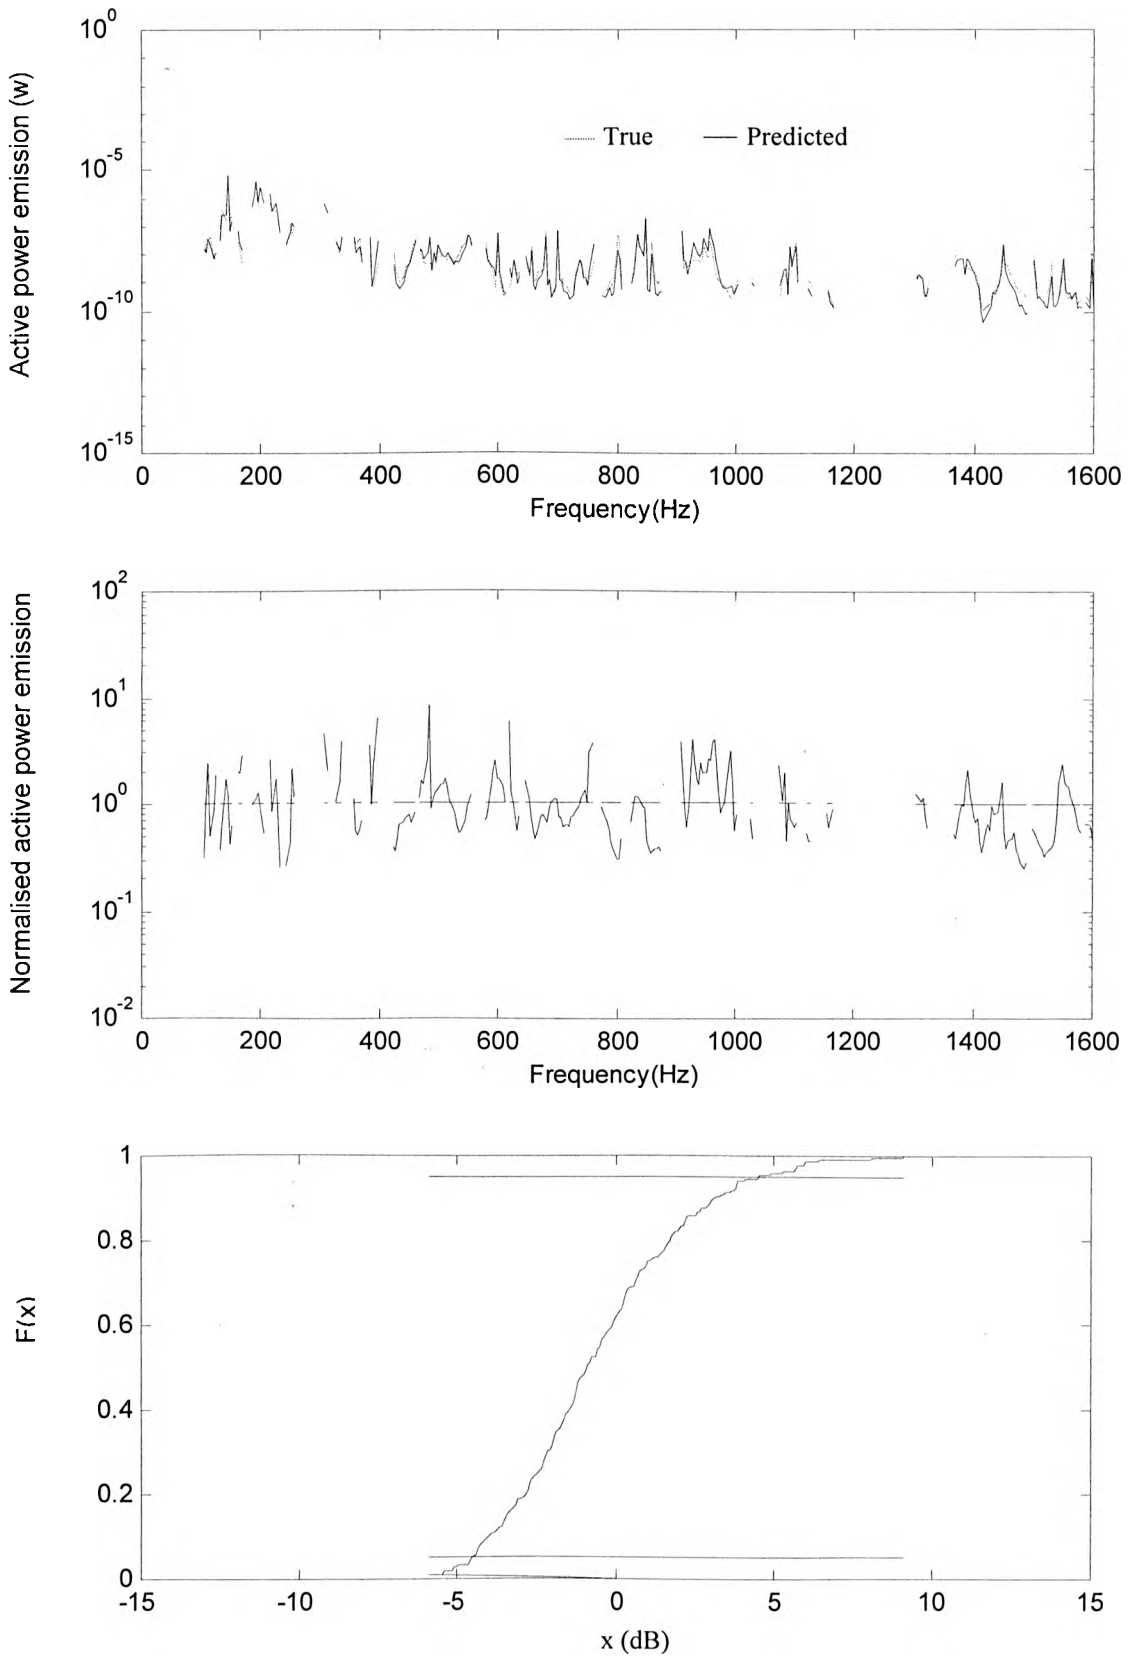 10^0
10^-5
10^-10
10^-15
Active power emission (w)
True
Predicted
0 200 400 600 800 1000 1200 1400 1600
Frequency(Hz)
10^2
10^1
10^0
10^-1
10^-2
Normalised active power emission
0 200 400 600 800 1000 1200 1400 1600
Frequency(Hz)
1
0.8
0.6
0.4
0.2
0
F(x)
-15 -10 -5 0 5 10 15
x (dB)